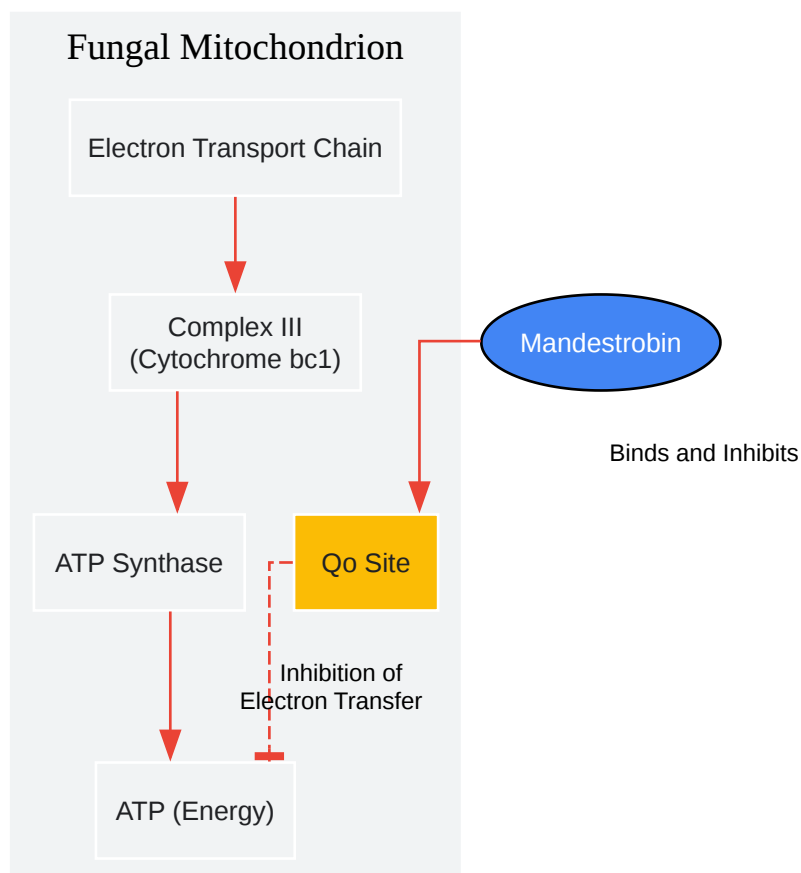 Fungal Mitochondrion
Electron Transport Chain
Complex III
(Cytochrome bc1)
Mandestrobin
Binds and Inhibits
ATP Synthase
Qo Site
Inhibition of
Electron Transfer
ATP (Energy)